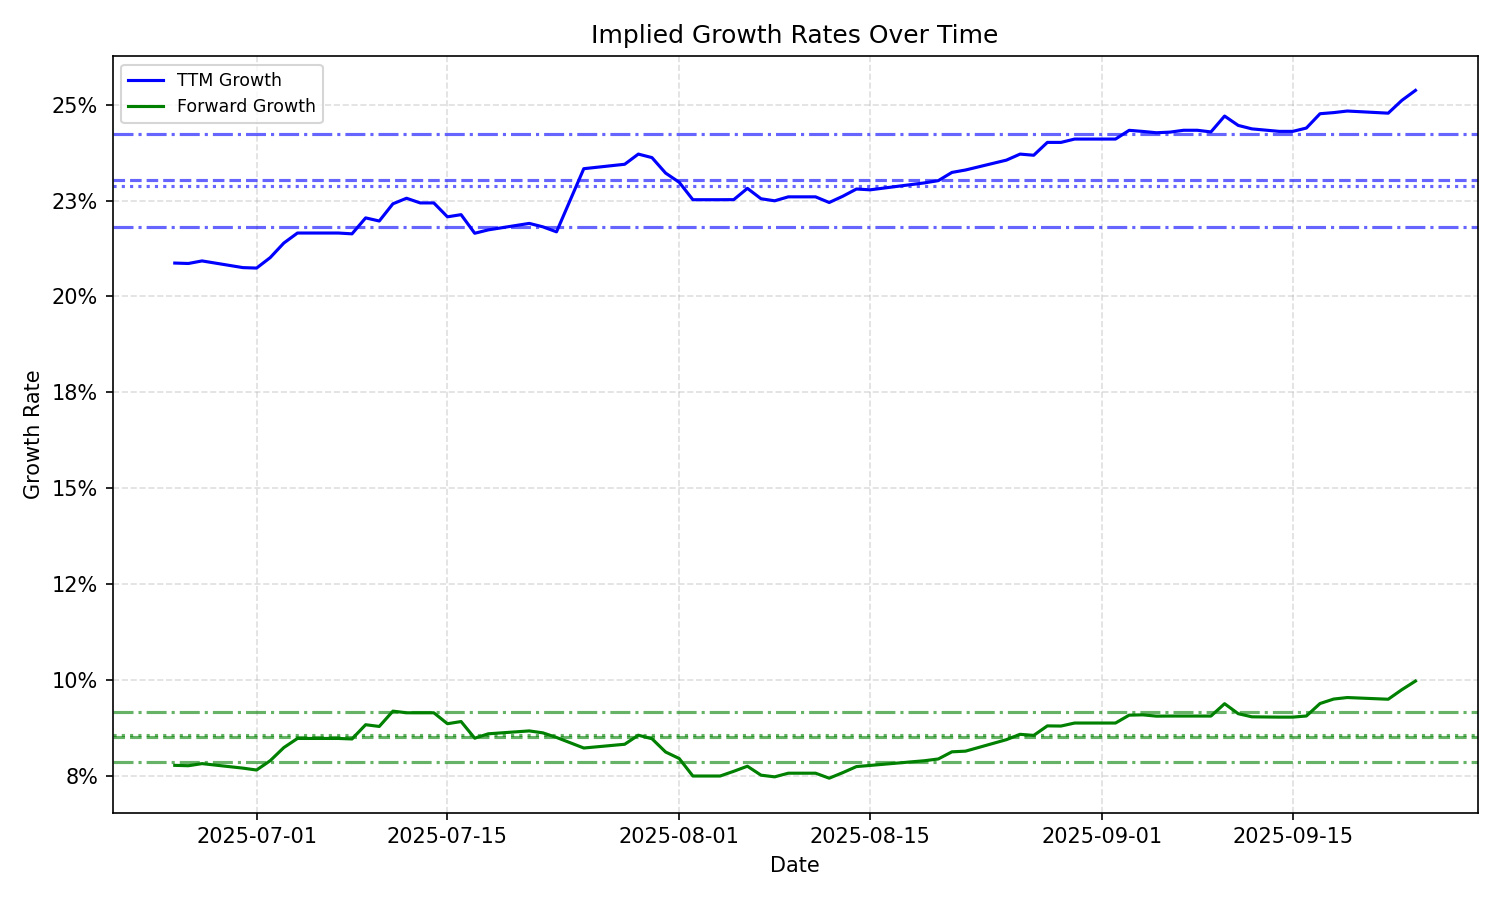 Implied Growth Rates Over Time
TTM Growth
Forward Growth
25%
23%
20%
18%
15%
12%
10%
8%
Growth Rate
2025-07-01
2025-07-15
2025-08-01
2025-08-15
2025-09-01
2025-09-15
Date